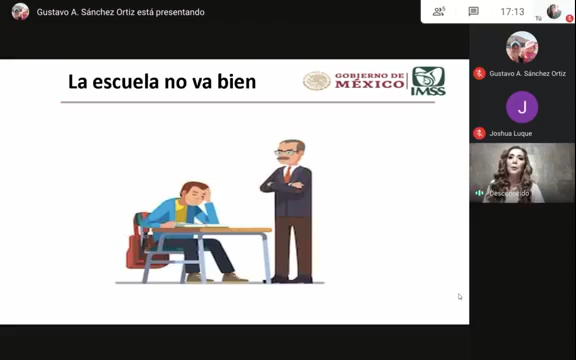 Gustavo A. Sánchez Ortiz está presentando
17:13
Tú
La escuela no va bien
GOBIERNO DE
MÉXICO
IMSS
Gustavo A. Sánchez Ortiz
J
Joshua Luque
Desconocido